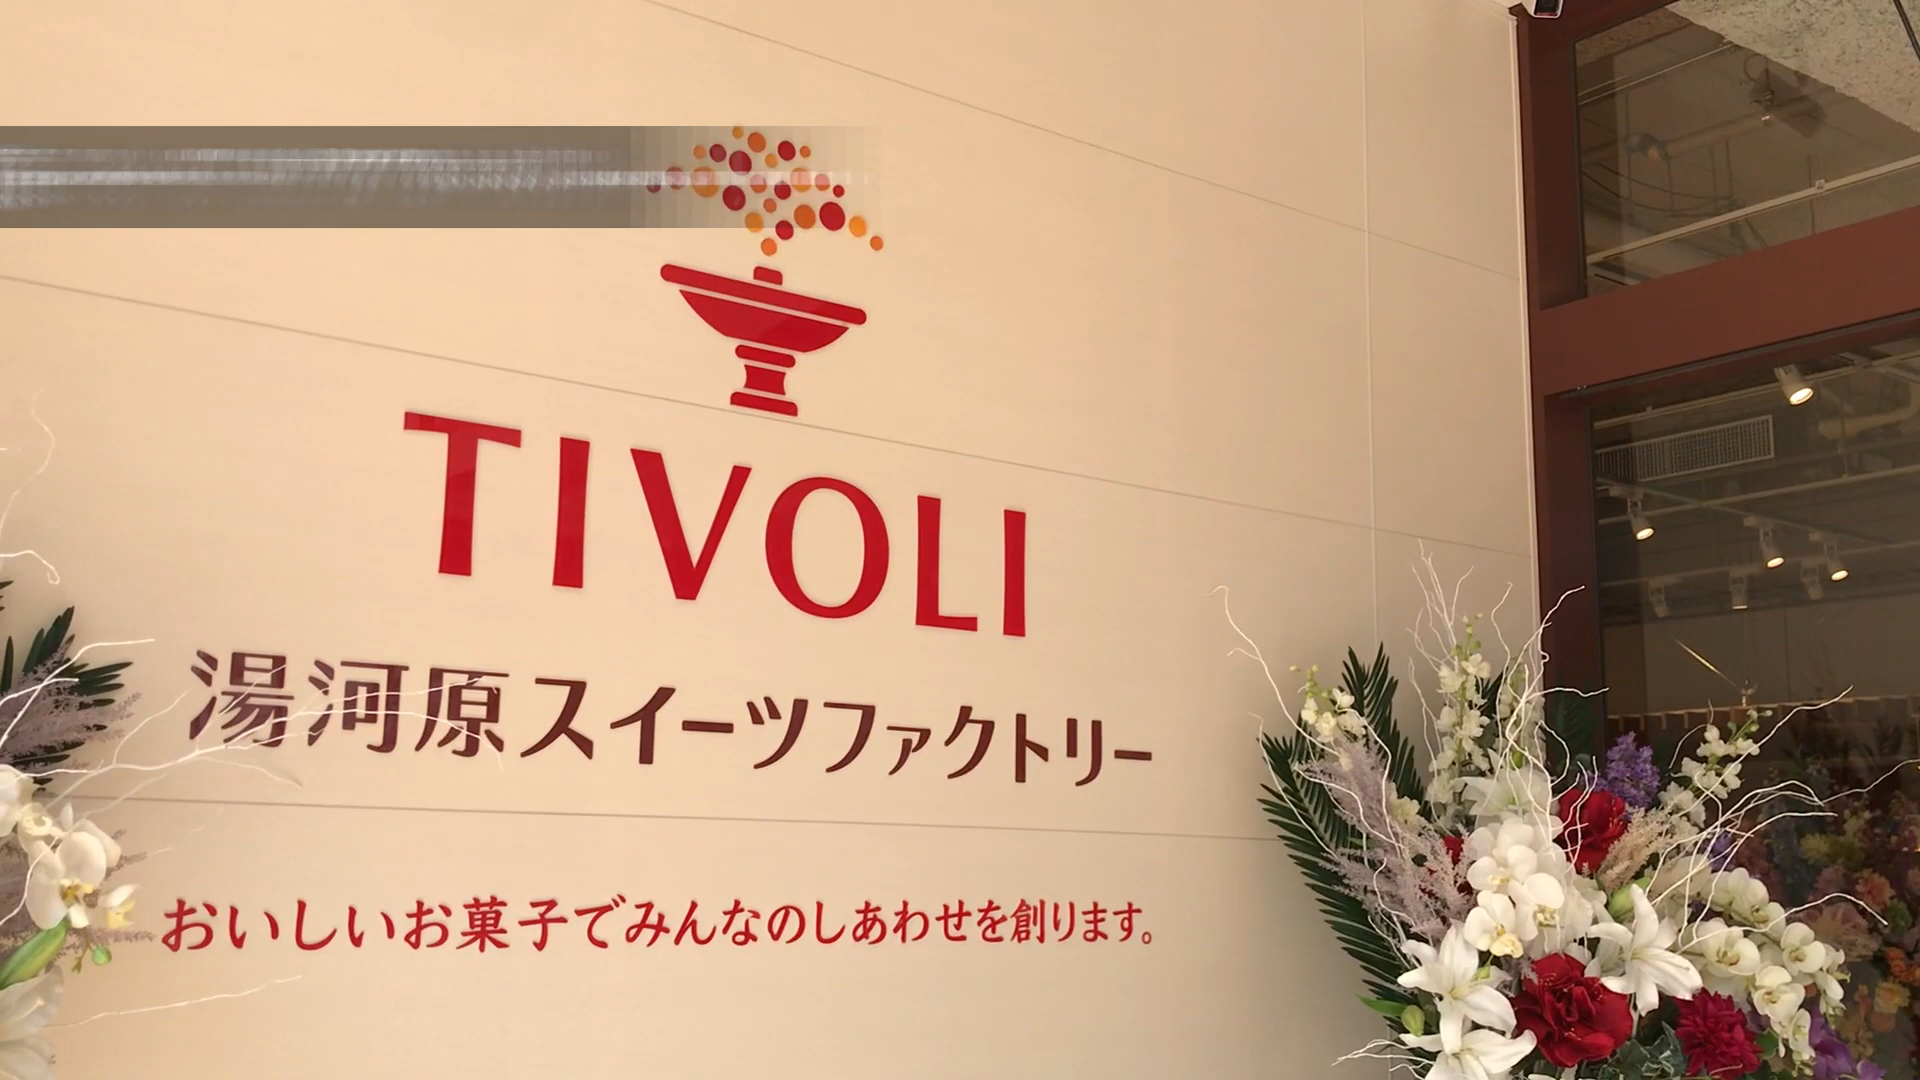 TIVOLI
湯河原スイーツファクトリー
おいしいお菓子でみんなのしあわせを創ります。